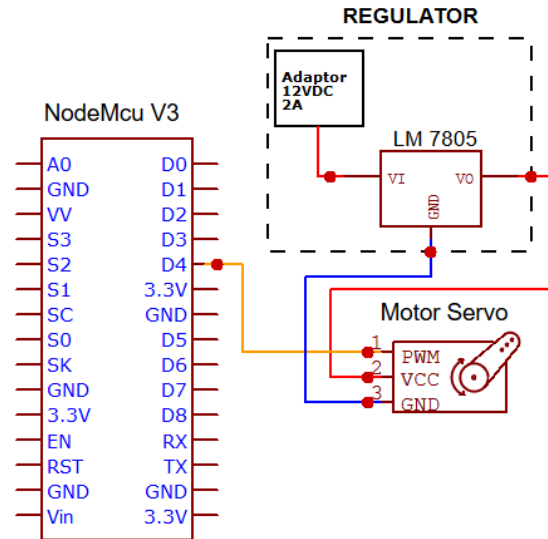 REGULATOR
Adaptor
12VDC
2A
LM 7805
VI
VO
GND
NodeMcu V3
A0 D0
GND D1
VV D2
S3 D3
S2 D4
S1 3.3V
SC GND
S0 D5
SK D6
GND D7
3.3V D8
EN RX
RST TX
GND GND
Vin 3.3V
Motor Servo
1 PWM
2 VCC
3 GND